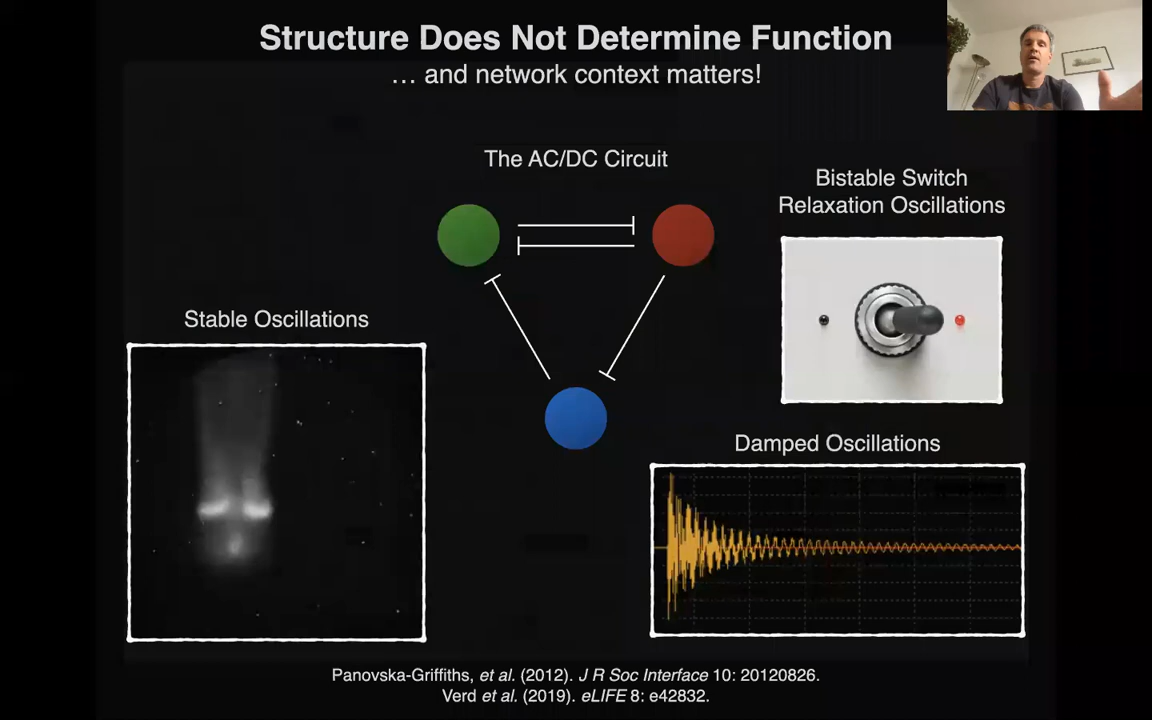 Structure Does Not Determine Function
… and network context matters!
The AC/DC Circuit
Bistable Switch
Relaxation Oscillations
Stable Oscillations
Damped Oscillations
Panovska-Griffiths, et al. (2012). J R Soc Interface 10: 20120826.
Verd et al. (2019). eLIFE 8: e42832.